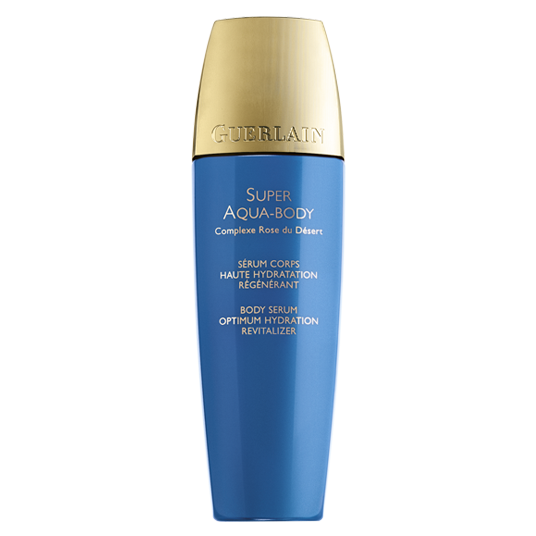 GUERLAIN
SUPER
AQUA-BODY
Complexe Rose du Désert
SÉRUM CORPS
HAUTE HYDRATATION
RÉGÉNÉRANT
BODY SERUM
OPTIMUM HYDRATION
REVITALIZER